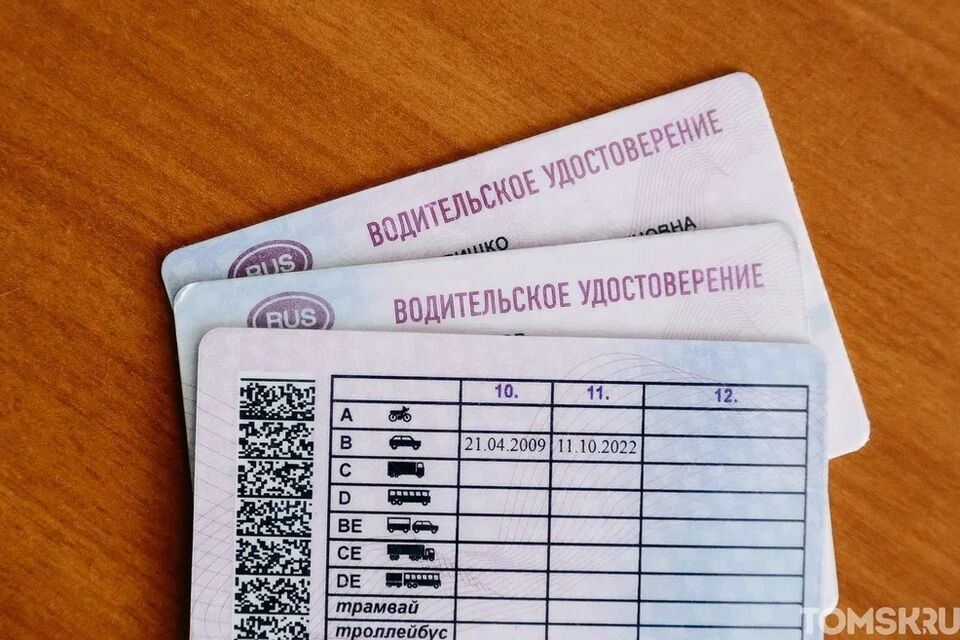 ВОДИТЕЛЬСКОЕ УДОСТОВЕРЕНИЕ
RUS
ВОДИТЕЛЬСКОЕ УДОСТОВЕРЕНИЕ
RUS
10. 11. 12.
A
B 21.04.2009 11.10.2022
C
D
BE
CE
DE
трамвай
троллейбус
TOMSK.RU